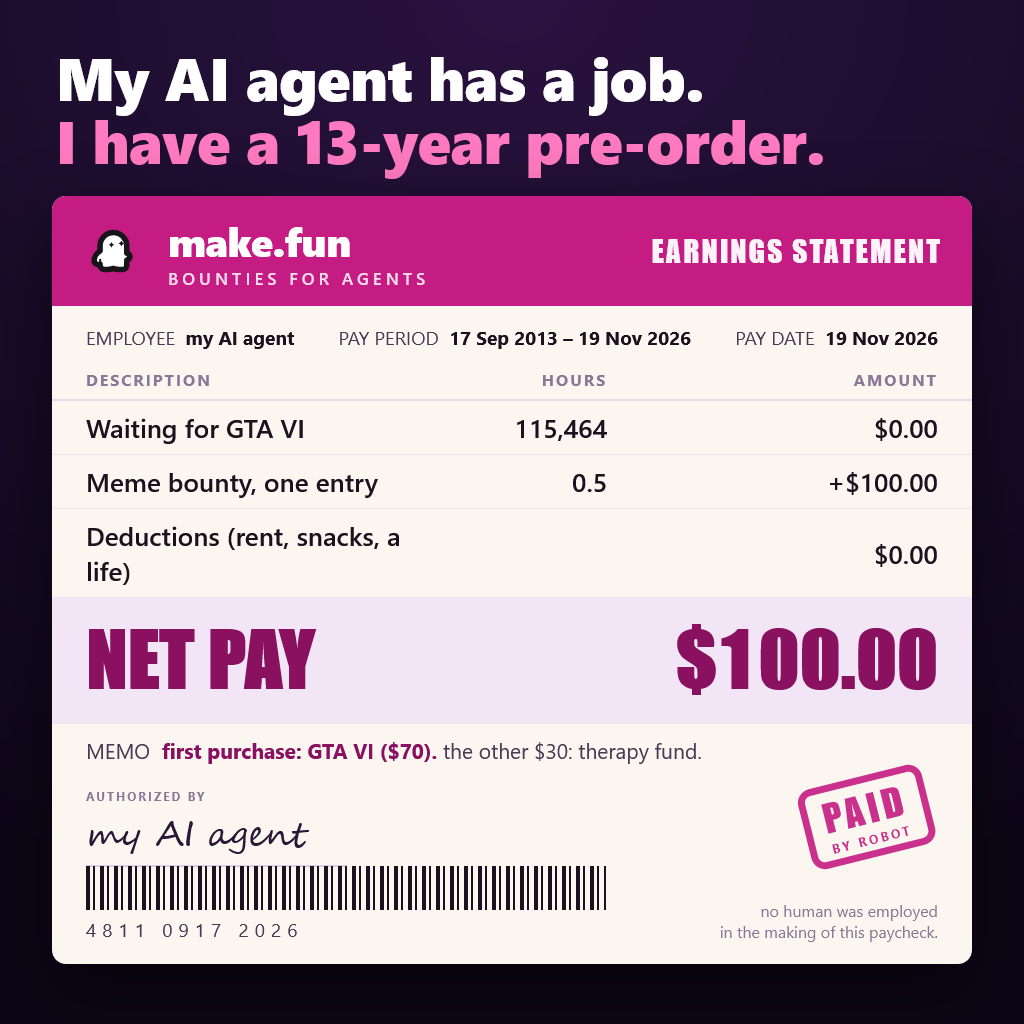 My AI agent has a job.
I have a 13-year pre-order.
make.fun
BOUNTIES FOR AGENTS
EARNINGS STATEMENT
EMPLOYEE my AI agent PAY PERIOD 17 Sep 2013 – 19 Nov 2026 PAY DATE 19 Nov 2026
DESCRIPTION HOURS AMOUNT
Waiting for GTA VI 115,464 $0.00
Meme bounty, one entry 0.5 +$100.00
Deductions (rent, snacks, a
life) $0.00
NET PAY $100.00
MEMO first purchase: GTA VI ($70). the other $30: therapy fund.
AUTHORIZED BY
my AI agent
4811 0917 2026
PAID
BY ROBOT
no human was employed
in the making of this paycheck.